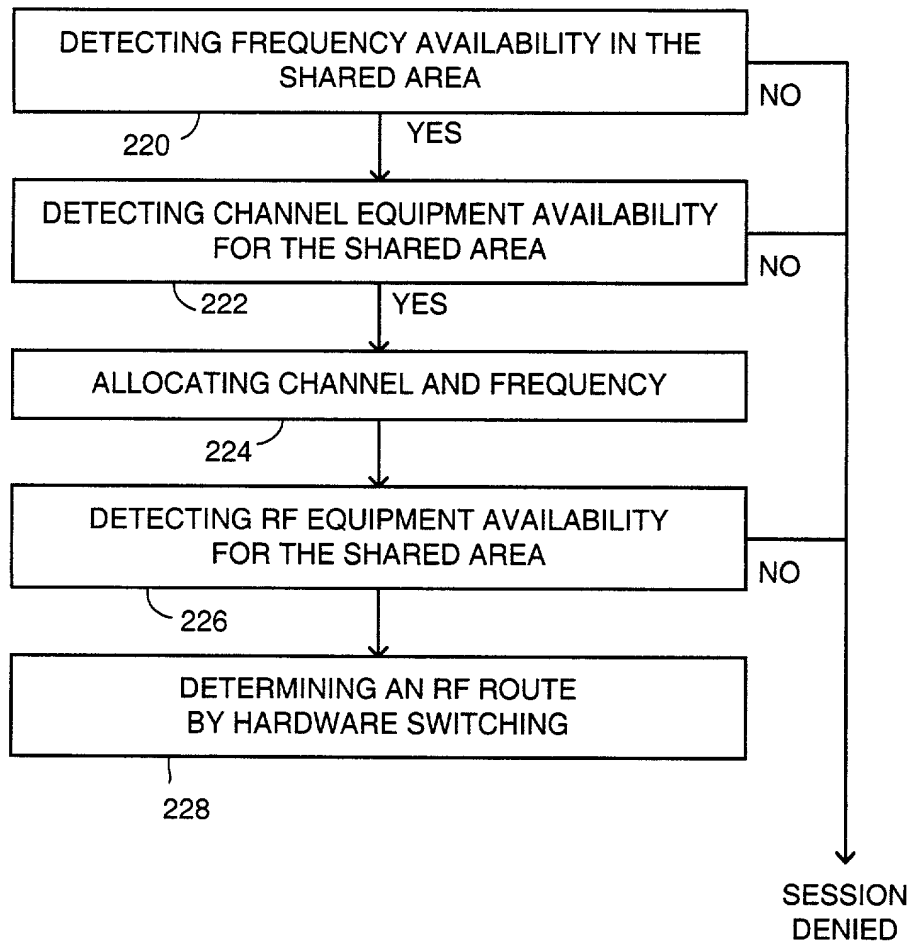 DETECTING FREQUENCY AVAILABILITY IN THE
SHARED AREA
NO
220
YES
DETECTING CHANNEL EQUIPMENT AVAILABILITY
FOR THE SHARED AREA
NO
222
YES
ALLOCATING CHANNEL AND FREQUENCY
224
DETECTING RF EQUIPMENT AVAILABILITY
FOR THE SHARED AREA
NO
226
DETERMINING AN RF ROUTE
BY HARDWARE SWITCHING
228
SESSION
DENIED